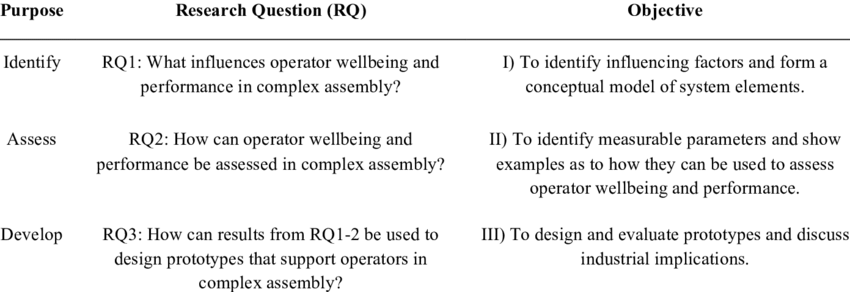 Purpose Research Question (RQ) Objective
Identify RQ1: What influences operator wellbeing and I) To identify influencing factors and form a
performance in complex assembly? conceptual model of system elements.
Assess RQ2: How can operator wellbeing and II) To identify measurable parameters and show
performance be assessed in complex assembly? examples as to how they can be used to assess
operator wellbeing and performance.
Develop RQ3: How can results from RQ1-2 be used to III) To design and evaluate prototypes and discuss
design prototypes that support operators in industrial implications.
complex assembly?